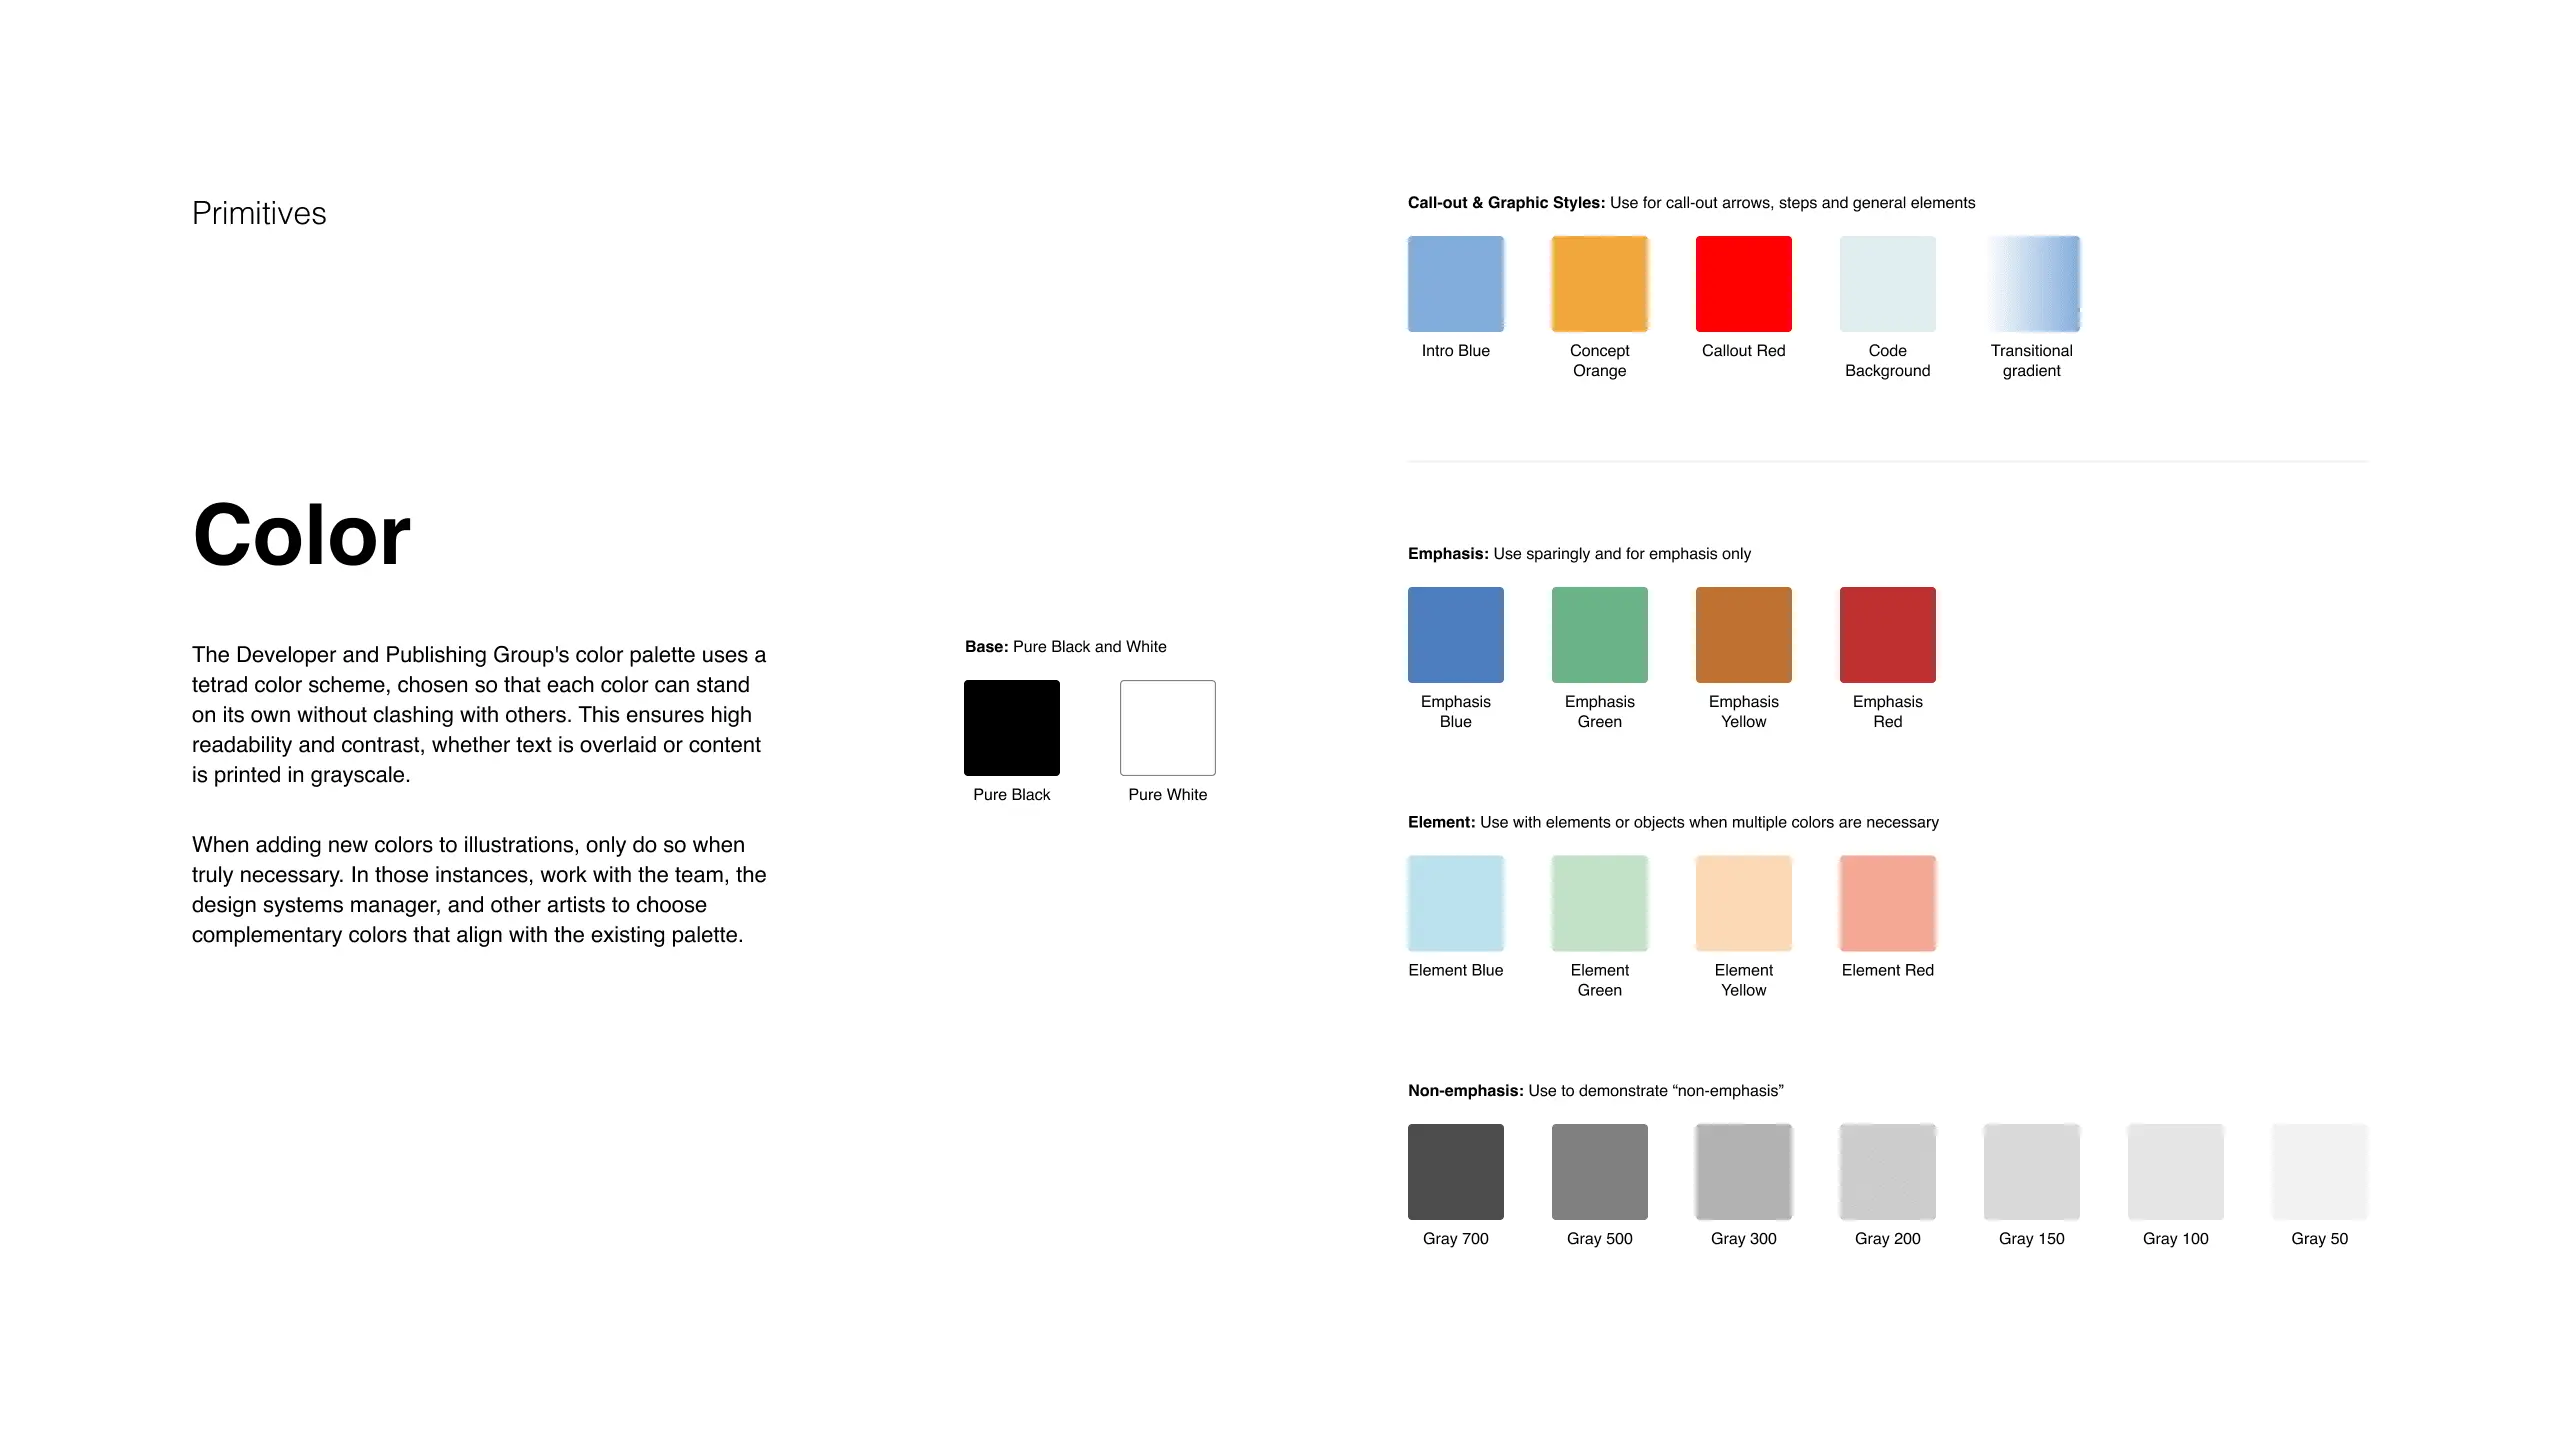 Primitives
Color
The Developer and Publishing Group's color palette uses a
tetrad color scheme, chosen so that each color can stand
on its own without clashing with others. This ensures high
readability and contrast, whether text is overlaid or content
is printed in grayscale.
When adding new colors to illustrations, only do so when
truly necessary. In those instances, work with the team, the
design systems manager, and other artists to choose
complementary colors that align with the existing palette.
Base: Pure Black and White
Pure Black
Pure White
Call-out & Graphic Styles: Use for call-out arrows, steps and general elements
Intro Blue
Concept
Orange
Callout Red
Code
Background
Transitional
gradient
Emphasis: Use sparingly and for emphasis only
Emphasis
Blue
Emphasis
Green
Emphasis
Yellow
Emphasis
Red
Element: Use with elements or objects when multiple colors are necessary
Element Blue
Element
Green
Element
Yellow
Element Red
Non-emphasis: Use to demonstrate “non-emphasis”
Gray 700
Gray 500
Gray 300
Gray 200
Gray 150
Gray 100
Gray 50